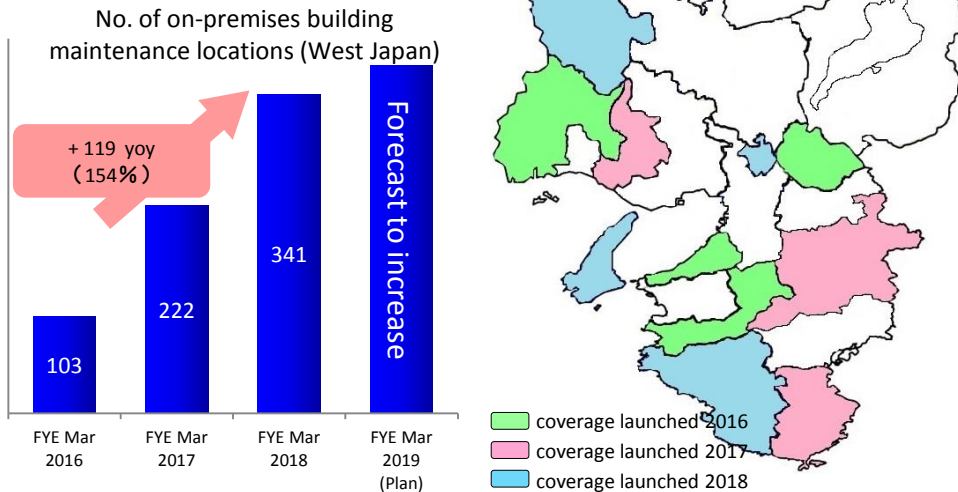 No. of on-premises building
maintenance locations (West Japan)
+ 119 yoy
(154%)
103
222
341
Forecast to increase
FYE Mar
2016
FYE Mar
2017
FYE Mar
2018
FYE Mar
2019
(Plan)
coverage launched 2016
coverage launched 2017
coverage launched 2018